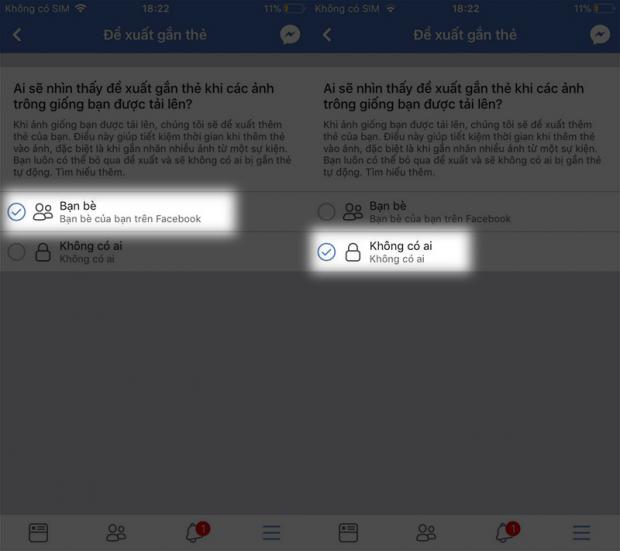 Không có SIM 18:22 11%
Đề xuất gắn thẻ
Ai sẽ nhìn thấy đề xuất gắn thẻ khi các ảnh
trông giống bạn được tải lên?
Khi ảnh giống bạn được tải lên, chúng tôi sẽ đề xuất thêm
thẻ của bạn. Điều này giúp tiết kiệm thời gian khi thêm thẻ
vào ảnh, đặc biệt là khi gắn nhãn nhiều ảnh từ một sự kiện.
Bạn luôn có thể bỏ qua đề xuất và sẽ không có ai bị gắn thẻ
tự động. Tìm hiểu thêm.
Bạn bè
Bạn bè của bạn trên Facebook
Không có ai
Không có ai
1
Không có SIM 18:22 11%
Đề xuất gắn thẻ
Ai sẽ nhìn thấy đề xuất gắn thẻ khi các ảnh
trông giống bạn được tải lên?
Khi ảnh giống bạn được tải lên, chúng tôi sẽ đề xuất thêm
thẻ của bạn. Điều này giúp tiết kiệm thời gian khi thêm thẻ
vào ảnh, đặc biệt là khi gắn nhãn nhiều ảnh từ một sự kiện.
Bạn luôn có thể bỏ qua đề xuất và sẽ không có ai bị gắn thẻ
tự động. Tìm hiểu thêm.
Bạn bè
Bạn bè của bạn trên Facebook
Không có ai
Không có ai
1